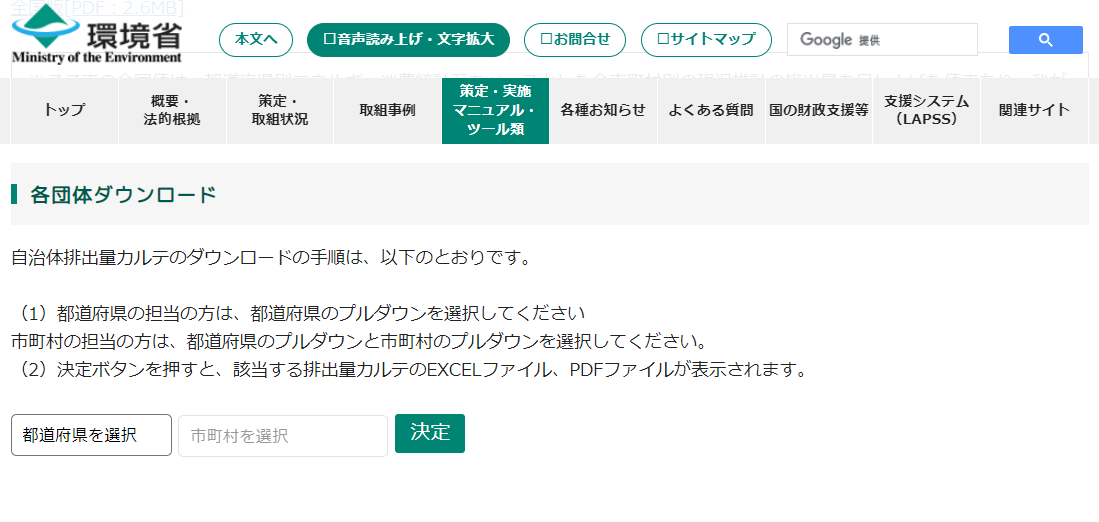 全国版[PDF：2.6MB]
環境省
Ministry of the Environment
本文へ
音声読み上げ・文字拡大
お問合せ
サイトマップ
Google 提供
トップ
概要・
法的根拠
策定・
取組状況
取組事例
策定・実施
マニュアル・
ツール類
各種お知らせ
よくある質問
国の財政支援等
支援システム
（LAPSS）
関連サイト
各団体ダウンロード
自治体排出量カルテのダウンロードの手順は、以下のとおりです。
（1）都道府県の担当の方は、都道府県のプルダウンを選択してください
市町村の担当の方は、都道府県のプルダウンと市町村のプルダウンを選択してください。
（2）決定ボタンを押すと、該当する排出量カルテのEXCELファイル、PDFファイルが表示されます。
都道府県を選択
市町村を選択
決定